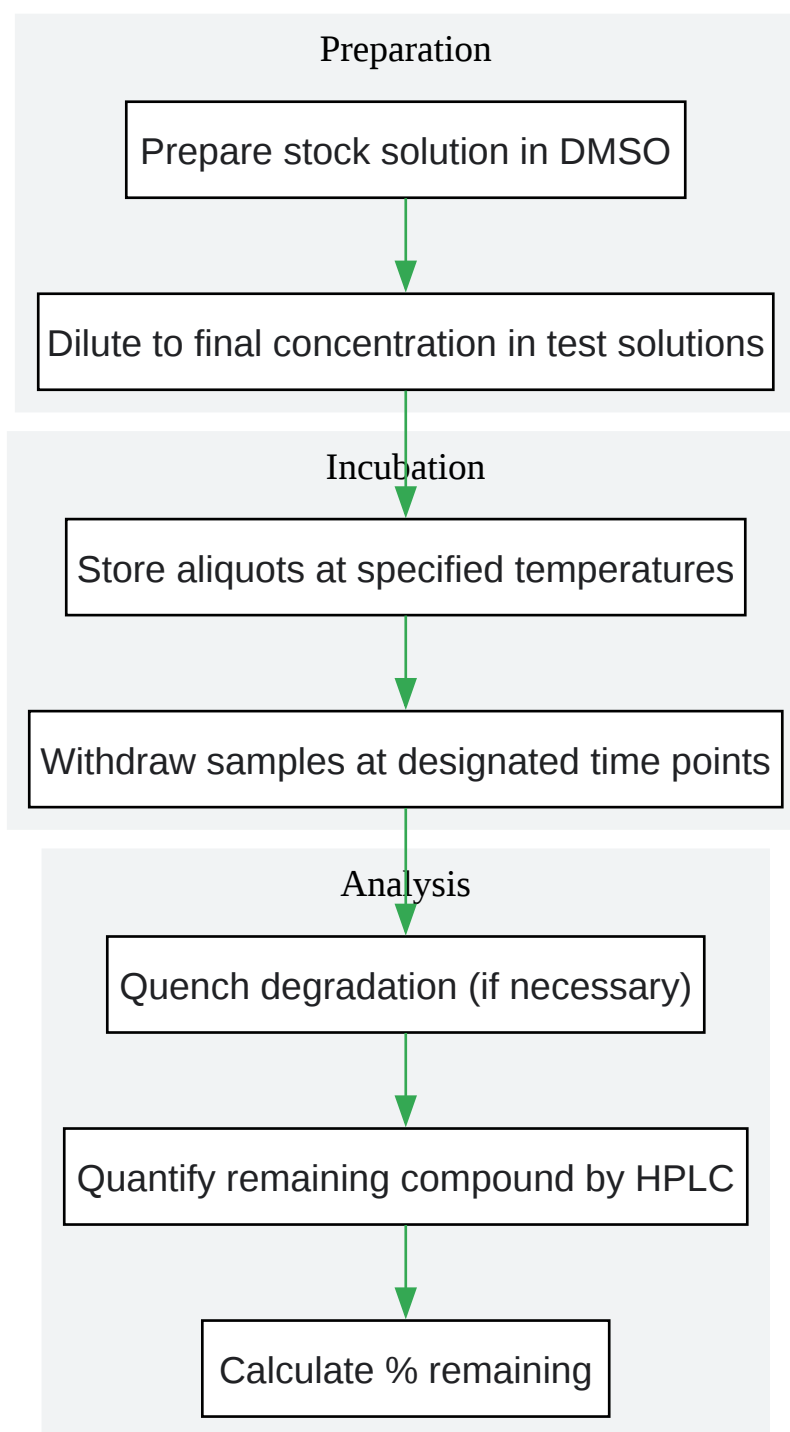 Preparation
Prepare stock solution in DMSO
Dilute to final concentration in test solutions
Incubation
Store aliquots at specified temperatures
Withdraw samples at designated time points
Analysis
Quench degradation (if necessary)
Quantify remaining compound by HPLC
Calculate % remaining